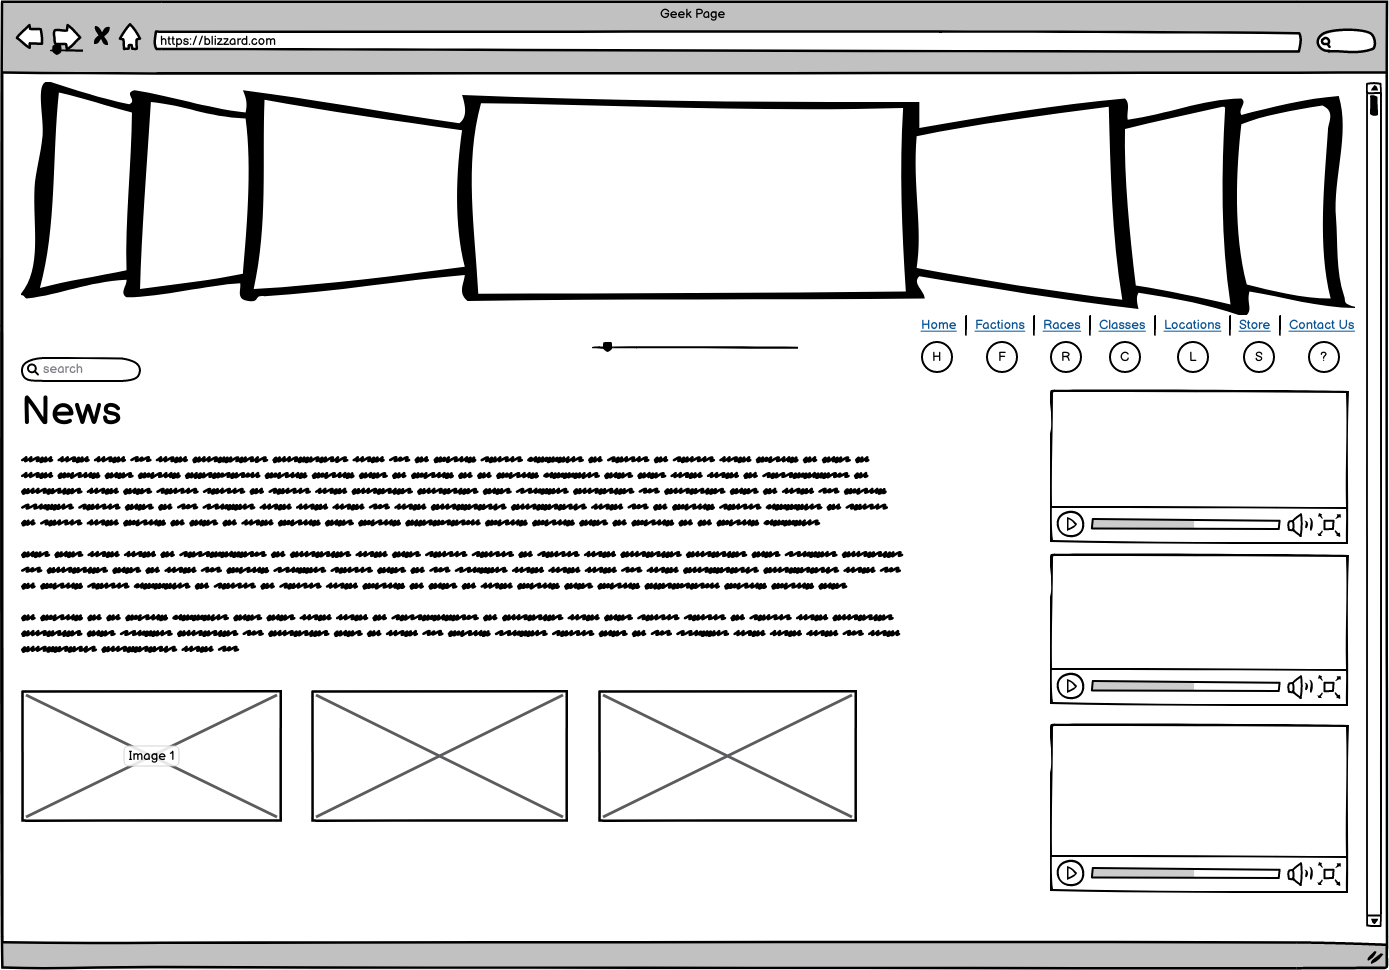 Geek Page
https://blizzard.com
Home Factions Races Classes Locations Store Contact Us
H F R C L S ?
search
News
Image 1